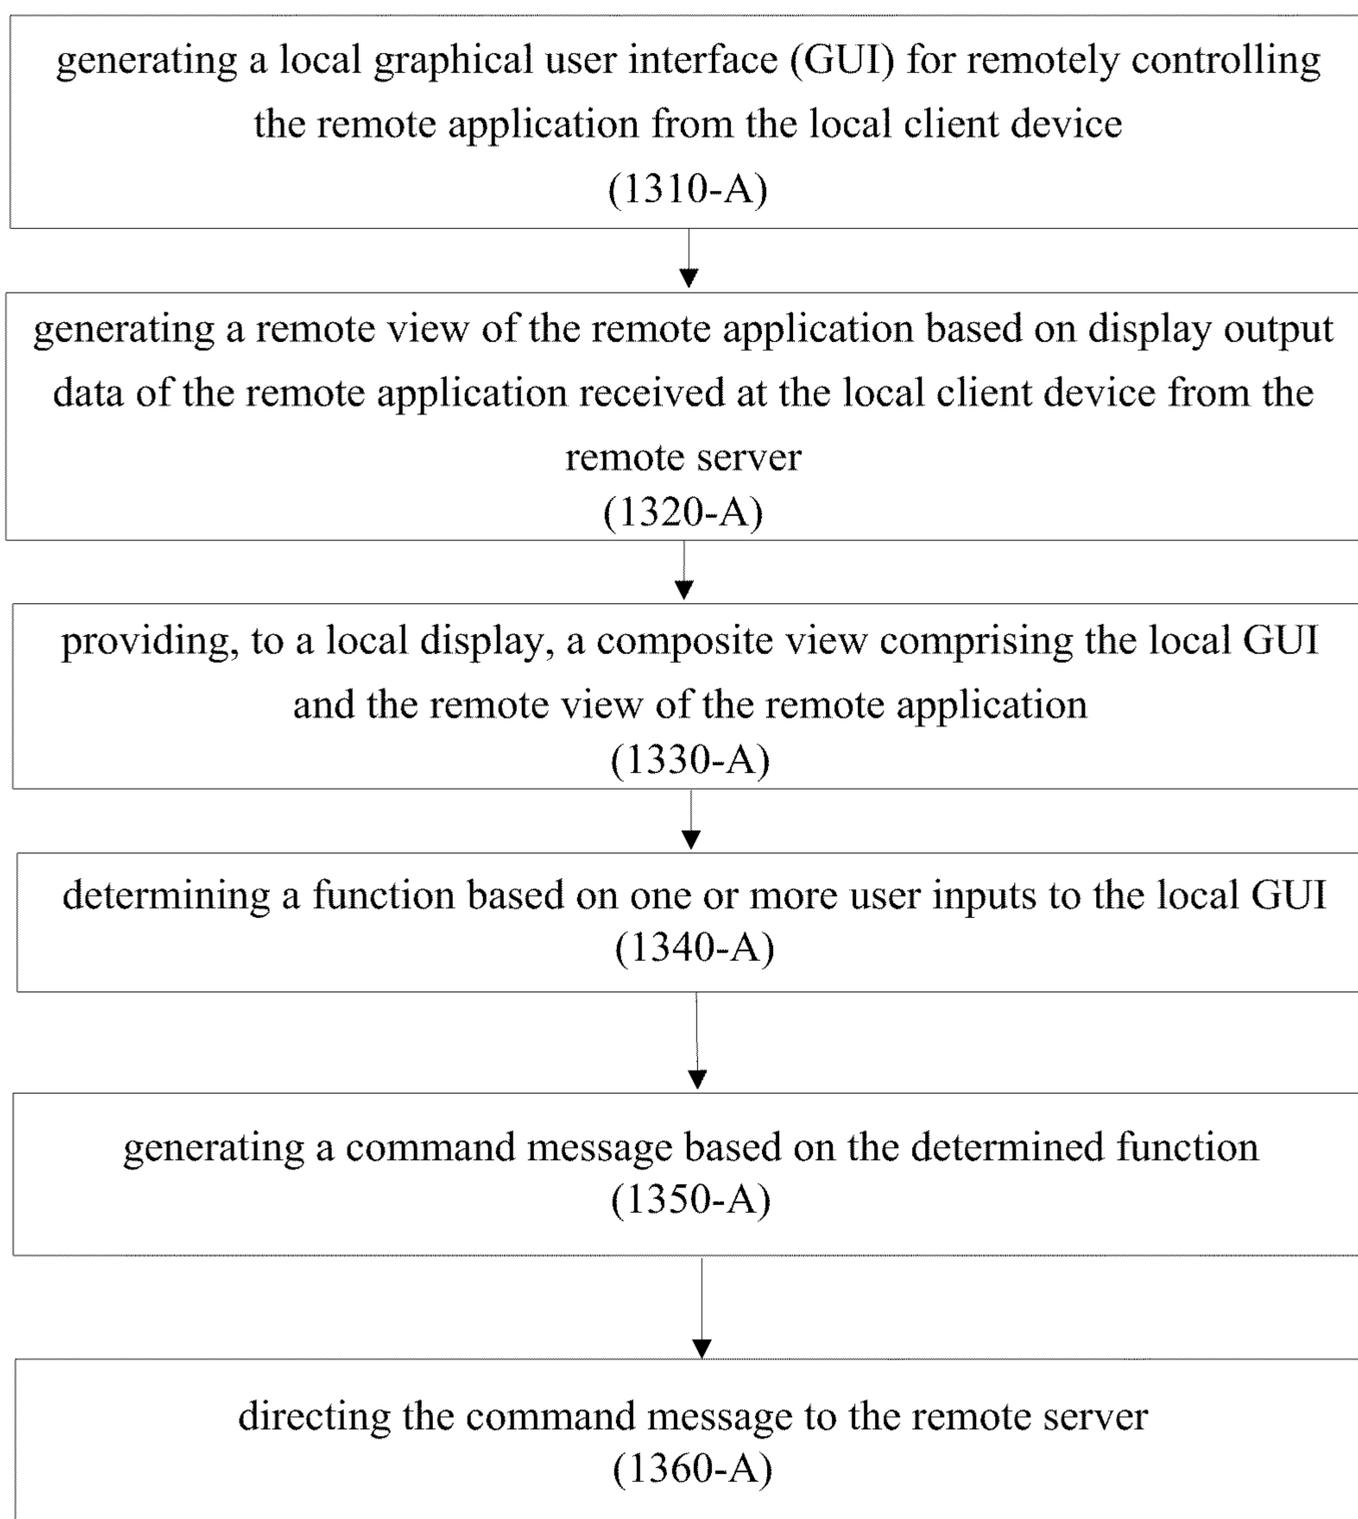 generating a local graphical user interface (GUI) for remotely controlling
the remote application from the local client device
(1310-A)
generating a remote view of the remote application based on display output
data of the remote application received at the local client device from the
remote server
(1320-A)
providing, to a local display, a composite view comprising the local GUI
and the remote view of the remote application
(1330-A)
determining a function based on one or more user inputs to the local GUI
(1340-A)
generating a command message based on the determined function
(1350-A)
directing the command message to the remote server
(1360-A)